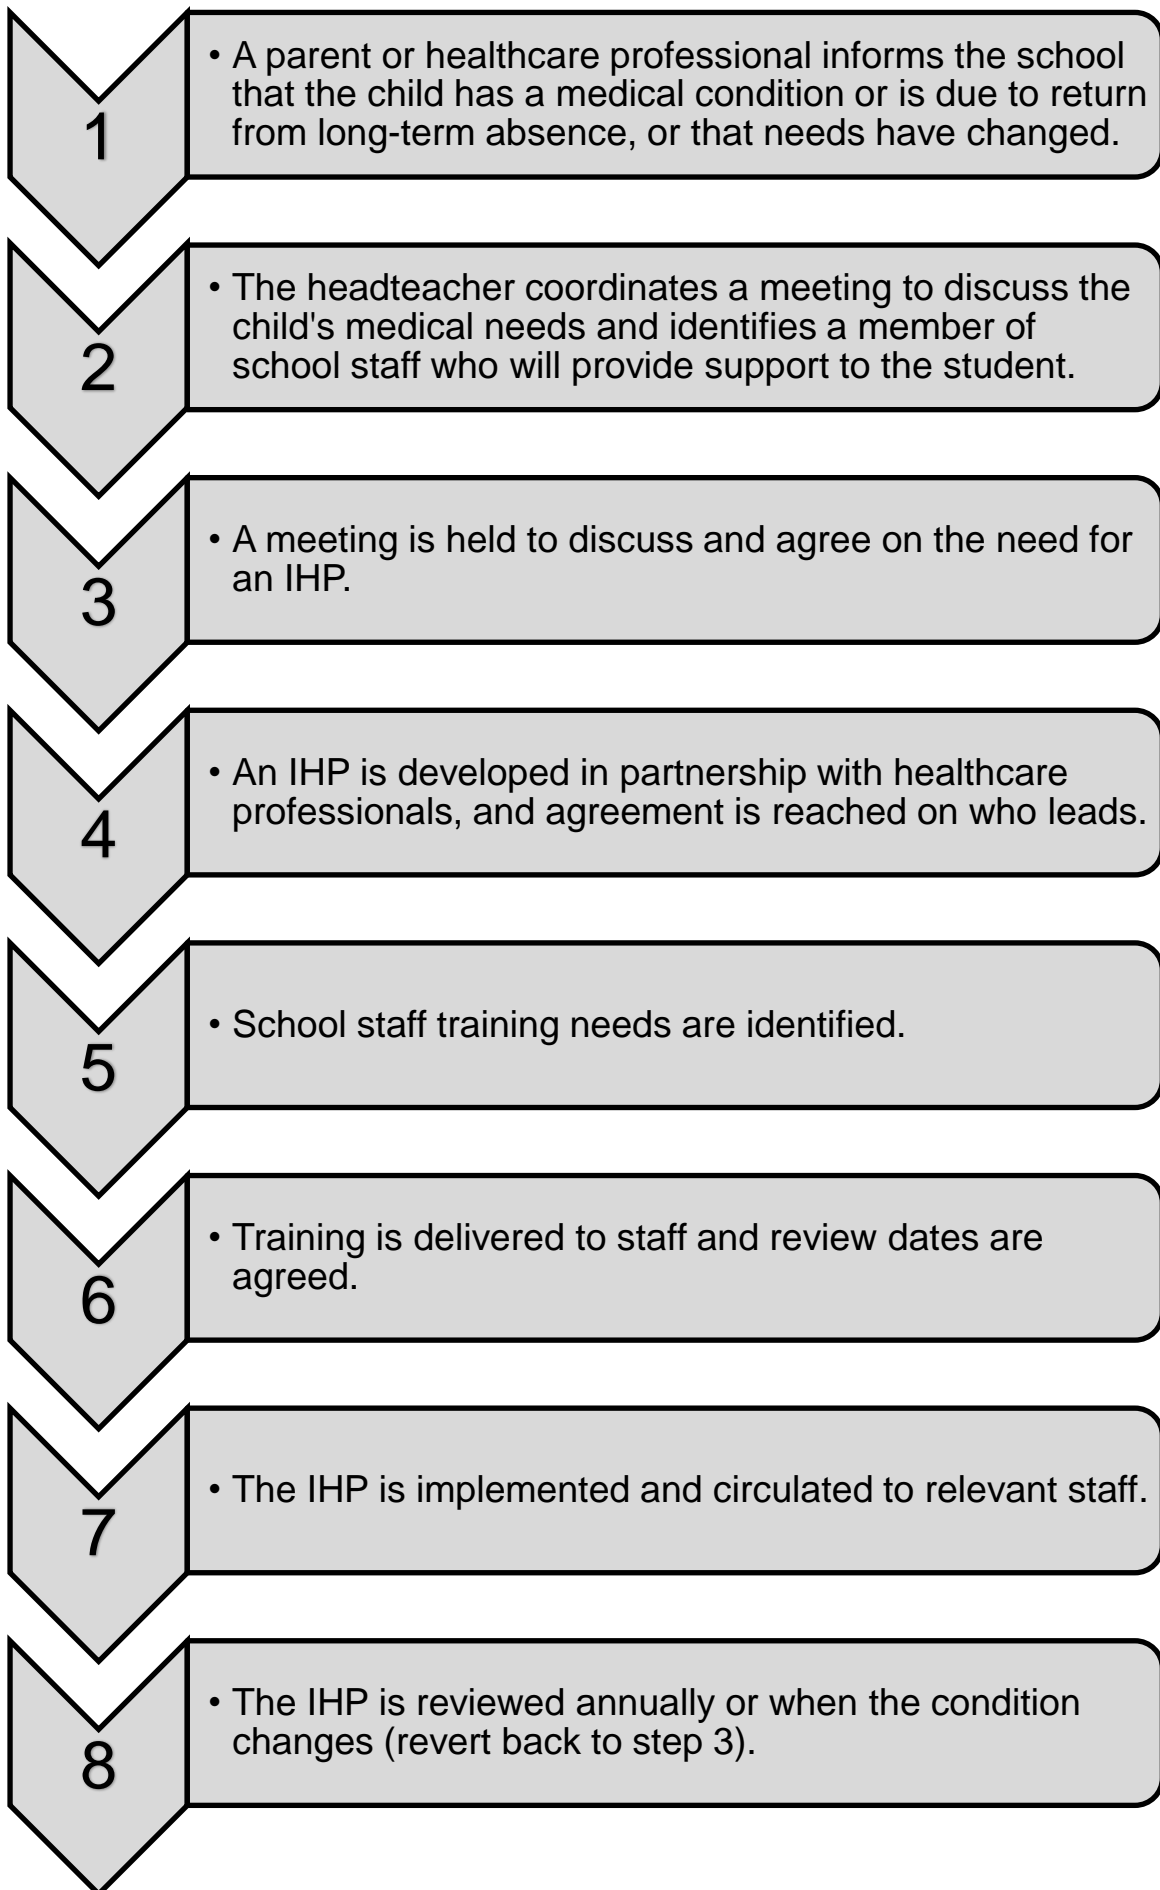 1
• A parent or healthcare professional informs the school
that the child has a medical condition or is due to return
from long-term absence, or that needs have changed.
2
• The headteacher coordinates a meeting to discuss the
child's medical needs and identifies a member of
school staff who will provide support to the student.
3
• A meeting is held to discuss and agree on the need for
an IHP.
4
• An IHP is developed in partnership with healthcare
professionals, and agreement is reached on who leads.
5
• School staff training needs are identified.
6
• Training is delivered to staff and review dates are
agreed.
7
• The IHP is implemented and circulated to relevant staff.
8
• The IHP is reviewed annually or when the condition
changes (revert back to step 3).